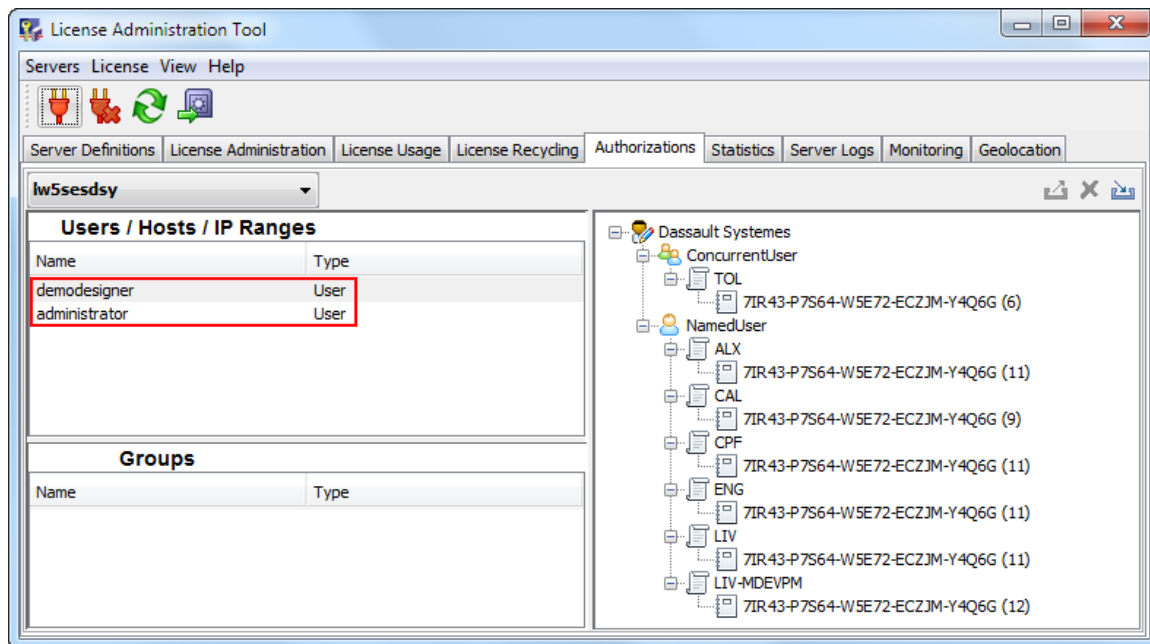 License Administration Tool
Servers License View Help
Server Definitions License Administration License Usage License Recycling Authorizations Statistics Server Logs Monitoring Geolocation
lw5sesdsy
Users / Hosts / IP Ranges
Name Type
demodesigner User
administrator User
Groups
Name Type
Dassault Systemes
ConcurrentUser
TOL
7IR43-P7S64-W5E72-ECZJM-Y4Q6G (6)
NamedUser
ALX
7IR43-P7S64-W5E72-ECZJM-Y4Q6G (11)
CAL
7IR43-P7S64-W5E72-ECZJM-Y4Q6G (9)
CPF
7IR43-P7S64-W5E72-ECZJM-Y4Q6G (11)
ENG
7IR43-P7S64-W5E72-ECZJM-Y4Q6G (11)
LIV
7IR43-P7S64-W5E72-ECZJM-Y4Q6G (11)
LIV-MDEVPM
7IR43-P7S64-W5E72-ECZJM-Y4Q6G (12)